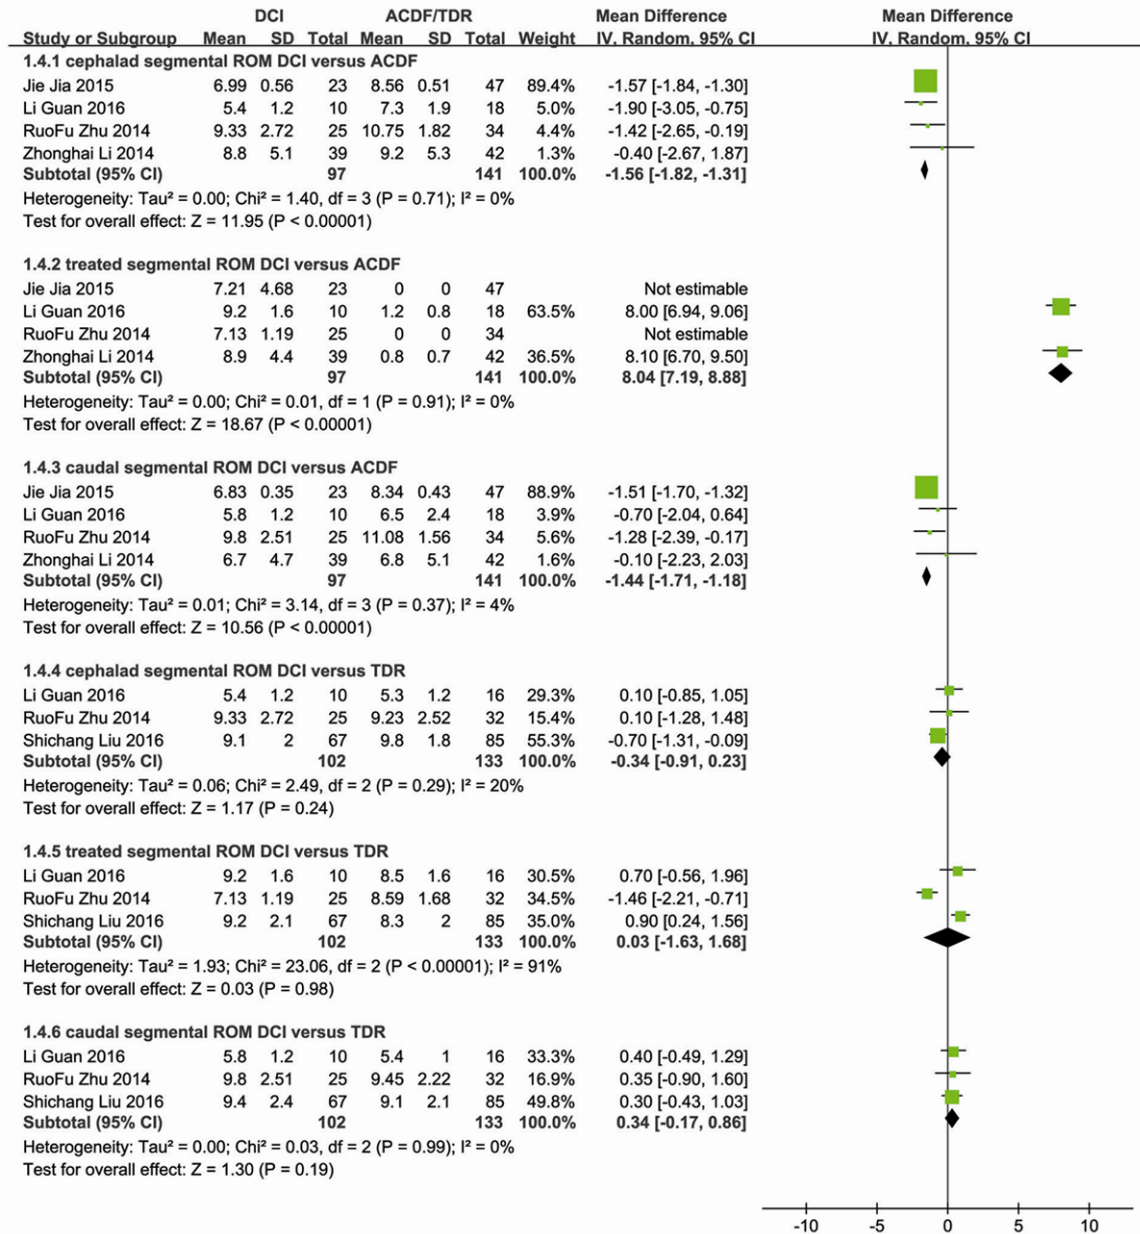 DCI ACDF/TDR Mean Difference Mean Difference
Study or Subgroup Mean SD Total Mean SD Total Weight IV, Random, 95% CI IV, Random, 95% CI
1.4.1 cephalad segmental ROM DCI versus ACDF
Jie Jia 2015 6.99 0.56 23 8.56 0.51 47 89.4% -1.57 [-1.84, -1.30]
Li Guan 2016 5.4 1.2 10 7.3 1.9 18 5.0% -1.90 [-3.05, -0.75]
RuoFu Zhu 2014 9.33 2.72 25 10.75 1.82 34 4.4% -1.42 [-2.65, -0.19]
Zhonghai Li 2014 8.8 5.1 39 9.2 5.3 42 1.3% -0.40 [-2.67, 1.87]
Subtotal (95% CI) 97 141 100.0% -1.56 [-1.82, -1.31]
Heterogeneity: Tau² = 0.00; Chi² = 1.40, df = 3 (P = 0.71); I² = 0%
Test for overall effect: Z = 11.95 (P < 0.00001)
1.4.2 treated segmental ROM DCI versus ACDF
Jie Jia 2015 7.21 4.68 23 0 0 47 Not estimable
Li Guan 2016 9.2 1.6 10 1.2 0.8 18 63.5% 8.00 [6.94, 9.06]
RuoFu Zhu 2014 7.13 1.19 25 0 0 34 Not estimable
Zhonghai Li 2014 8.9 4.4 39 0.8 0.7 42 36.5% 8.10 [6.70, 9.50]
Subtotal (95% CI) 97 141 100.0% 8.04 [7.19, 8.88]
Heterogeneity: Tau² = 0.00; Chi² = 0.01, df = 1 (P = 0.91); I² = 0%
Test for overall effect: Z = 18.67 (P < 0.00001)
1.4.3 caudal segmental ROM DCI versus ACDF
Jie Jia 2015 6.83 0.35 23 8.34 0.43 47 88.9% -1.51 [-1.70, -1.32]
Li Guan 2016 5.8 1.2 10 6.5 2.4 18 3.9% -0.70 [-2.04, 0.64]
RuoFu Zhu 2014 9.8 2.51 25 11.08 1.56 34 5.6% -1.28 [-2.39, -0.17]
Zhonghai Li 2014 6.7 4.7 39 6.8 5.1 42 1.6% -0.10 [-2.23, 2.03]
Subtotal (95% CI) 97 141 100.0% -1.44 [-1.71, -1.18]
Heterogeneity: Tau² = 0.01; Chi² = 3.14, df = 3 (P = 0.37); I² = 4%
Test for overall effect: Z = 10.56 (P < 0.00001)
1.4.4 cephalad segmental ROM DCI versus TDR
Li Guan 2016 5.4 1.2 10 5.3 1.2 16 29.3% 0.10 [-0.85, 1.05]
RuoFu Zhu 2014 9.33 2.72 25 9.23 2.52 32 15.4% 0.10 [-1.28, 1.48]
Shichang Liu 2016 9.1 2 67 9.8 1.8 85 55.3% -0.70 [-1.31, -0.09]
Subtotal (95% CI) 102 133 100.0% -0.34 [-0.91, 0.23]
Heterogeneity: Tau² = 0.06; Chi² = 2.49, df = 2 (P = 0.29); I² = 20%
Test for overall effect: Z = 1.17 (P = 0.24)
1.4.5 treated segmental ROM DCI versus TDR
Li Guan 2016 9.2 1.6 10 8.5 1.6 16 30.5% 0.70 [-0.56, 1.96]
RuoFu Zhu 2014 7.13 1.19 25 8.59 1.68 32 34.5% -1.46 [-2.21, -0.71]
Shichang Liu 2016 9.2 2.1 67 8.3 2 85 35.0% 0.90 [0.24, 1.56]
Subtotal (95% CI) 102 133 100.0% 0.03 [-1.63, 1.68]
Heterogeneity: Tau² = 1.93; Chi² = 23.06, df = 2 (P < 0.00001); I² = 91%
Test for overall effect: Z = 0.03 (P = 0.98)
1.4.6 caudal segmental ROM DCI versus TDR
Li Guan 2016 5.8 1.2 10 5.4 1 16 33.3% 0.40 [-0.49, 1.29]
RuoFu Zhu 2014 9.8 2.51 25 9.45 2.22 32 16.9% 0.35 [-0.90, 1.60]
Shichang Liu 2016 9.4 2.4 67 9.1 2.1 85 49.8% 0.30 [-0.43, 1.03]
Subtotal (95% CI) 102 133 100.0% 0.34 [-0.17, 0.86]
Heterogeneity: Tau² = 0.00; Chi² = 0.03, df = 2 (P = 0.99); I² = 0%
Test for overall effect: Z = 1.30 (P = 0.19)
-10 -5 0 5 10